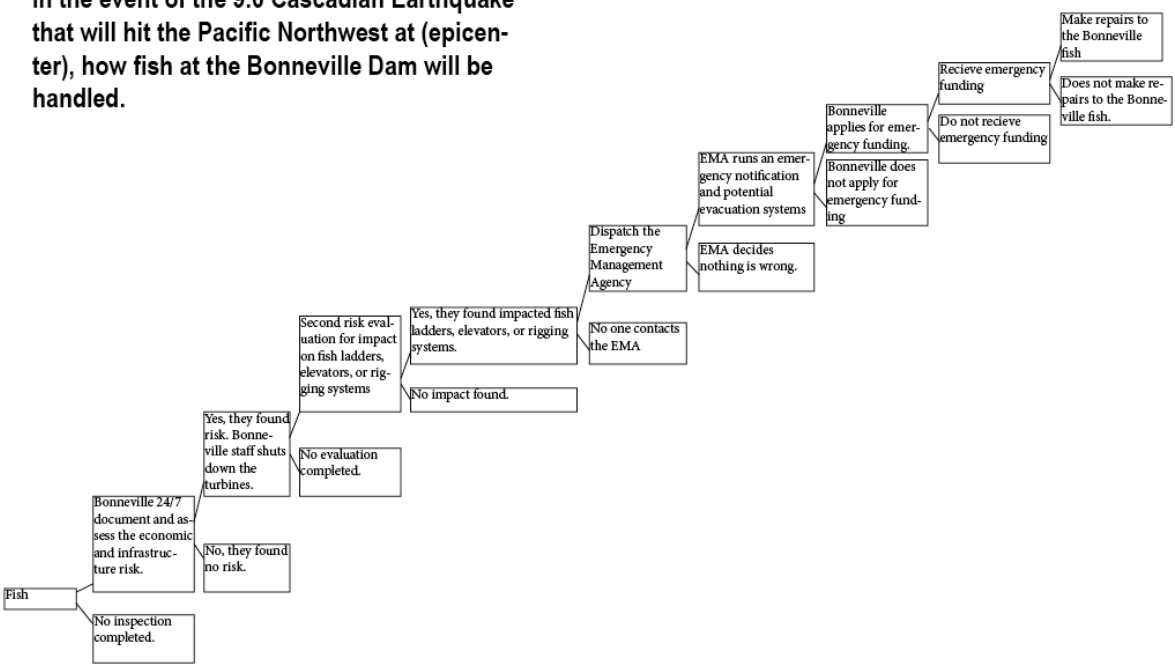 in the event of the 9.0 Cascadian Earthquake
that will hit the Pacific Northwest at (epicen-
ter), how fish at the Bonneville Dam will be
handled.
Make repairs to
the Bonneville
fish
Recieve emergency
funding
Does not make re-
pairs to the Bonne-
ville fish.
Bonneville
applies for emer-
gency funding.
Do not recieve
emergency funding
EMA runs an emer-
gency notification
and potential
evacuation systems
Bonneville does
not apply for
emergency fund-
ing
Dispatch the
Emergency
Management
Agency
EMA decides
nothing is wrong.
Yes, they found impacted fish
ladders, elevators, or rigging
systems.
No one contacts
the EMA
Second risk eval-
uation for impact
on fish ladders,
elevators, or rig-
ging systems
No impact found.
Yes, they found
risk. Bonne-
ville staff shuts
down the
turbines.
No evaluation
completed.
Bonneville 24/7
document and as-
sess the economic
and infrastruc-
ture risk.
No, they found
no risk.
Fish
No inspection
completed.